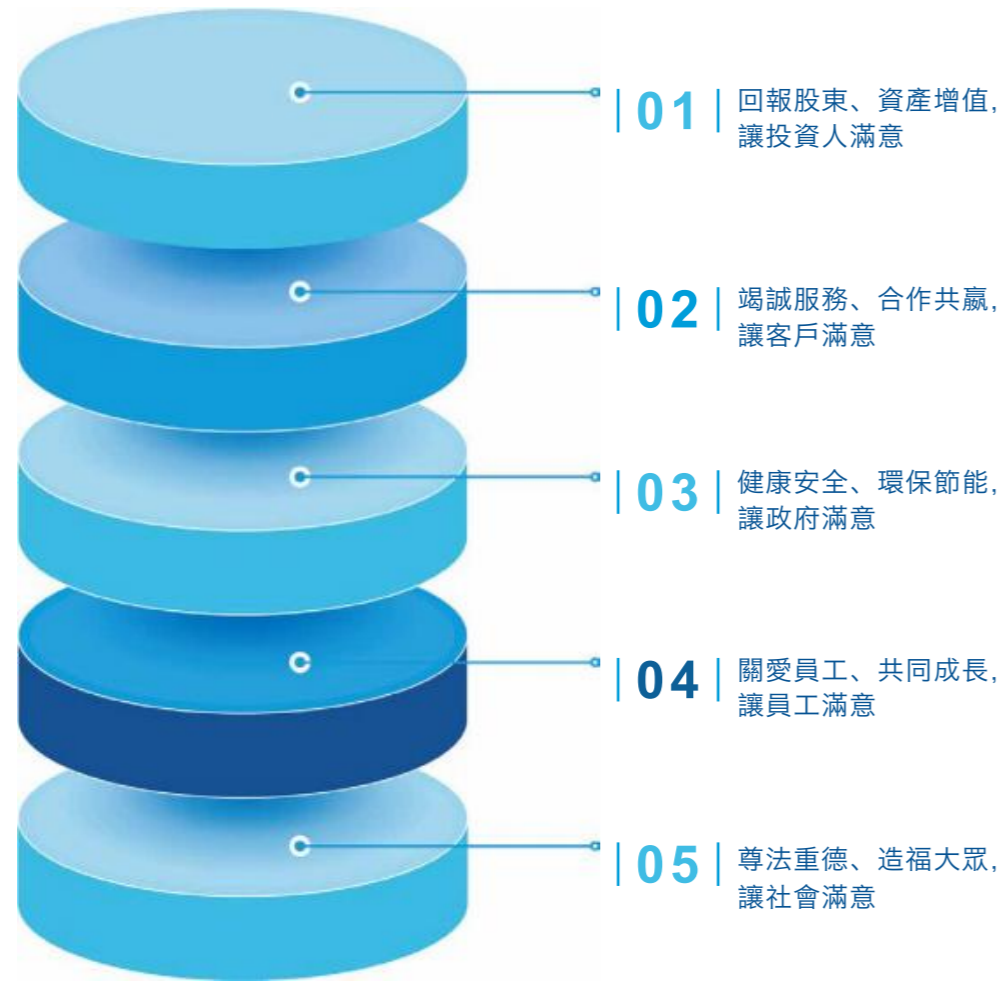 01
回報股東、資產增值,
讓投資人滿意
02
竭誠服務、合作共贏,
讓客戶滿意
03
健康安全、環保節能,
讓政府滿意
04
關愛員工、共同成長,
讓員工滿意
05
尊法重德、造福大眾,
讓社會滿意